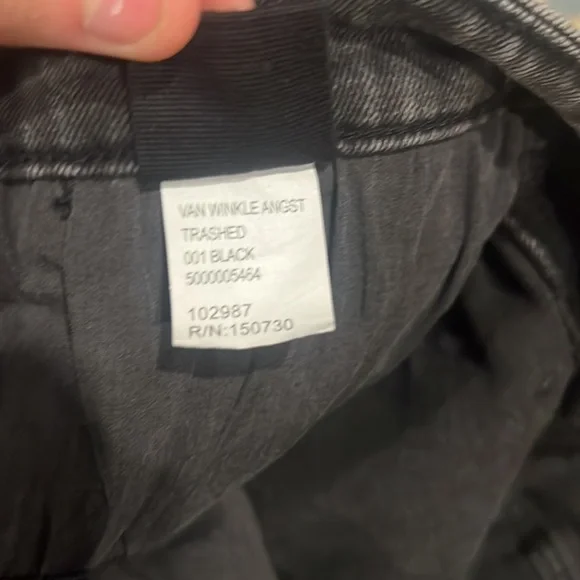 VAN WINKLE ANGST
TRASHED
001 BLACK
5000005464
102987
R/N:150730